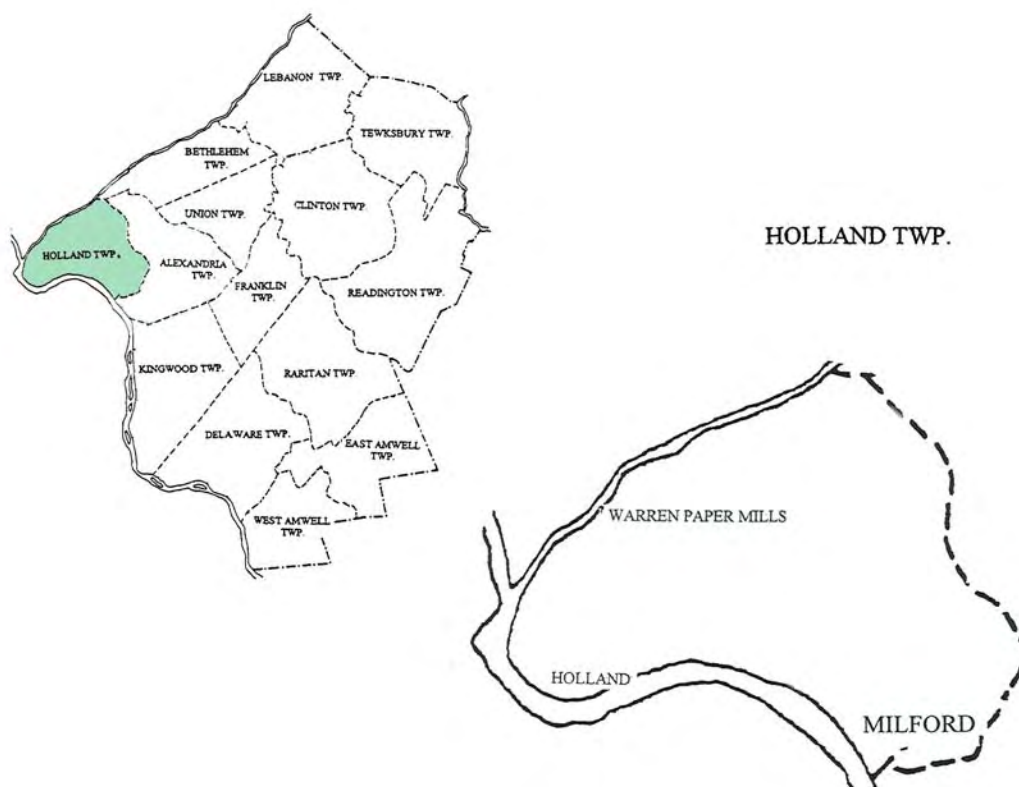 LEBANON TWP.
TEWKSBURY TWP.
BETHLEHEM
TWP.
UNION TWP.
CLINTON TWP.
HOLLAND TWP.
ALEXANDRIA
TWP.
FRANKLIN
TWP.
READINGTON TWP.
KINGWOOD TWP.
RARITAN TWP.
DELAWARE TWP.
EAST AMWELL
TWP.
WEST AMWELL
TWP.
HOLLAND TWP.
WARREN PAPER MILLS
HOLLAND
MILFORD